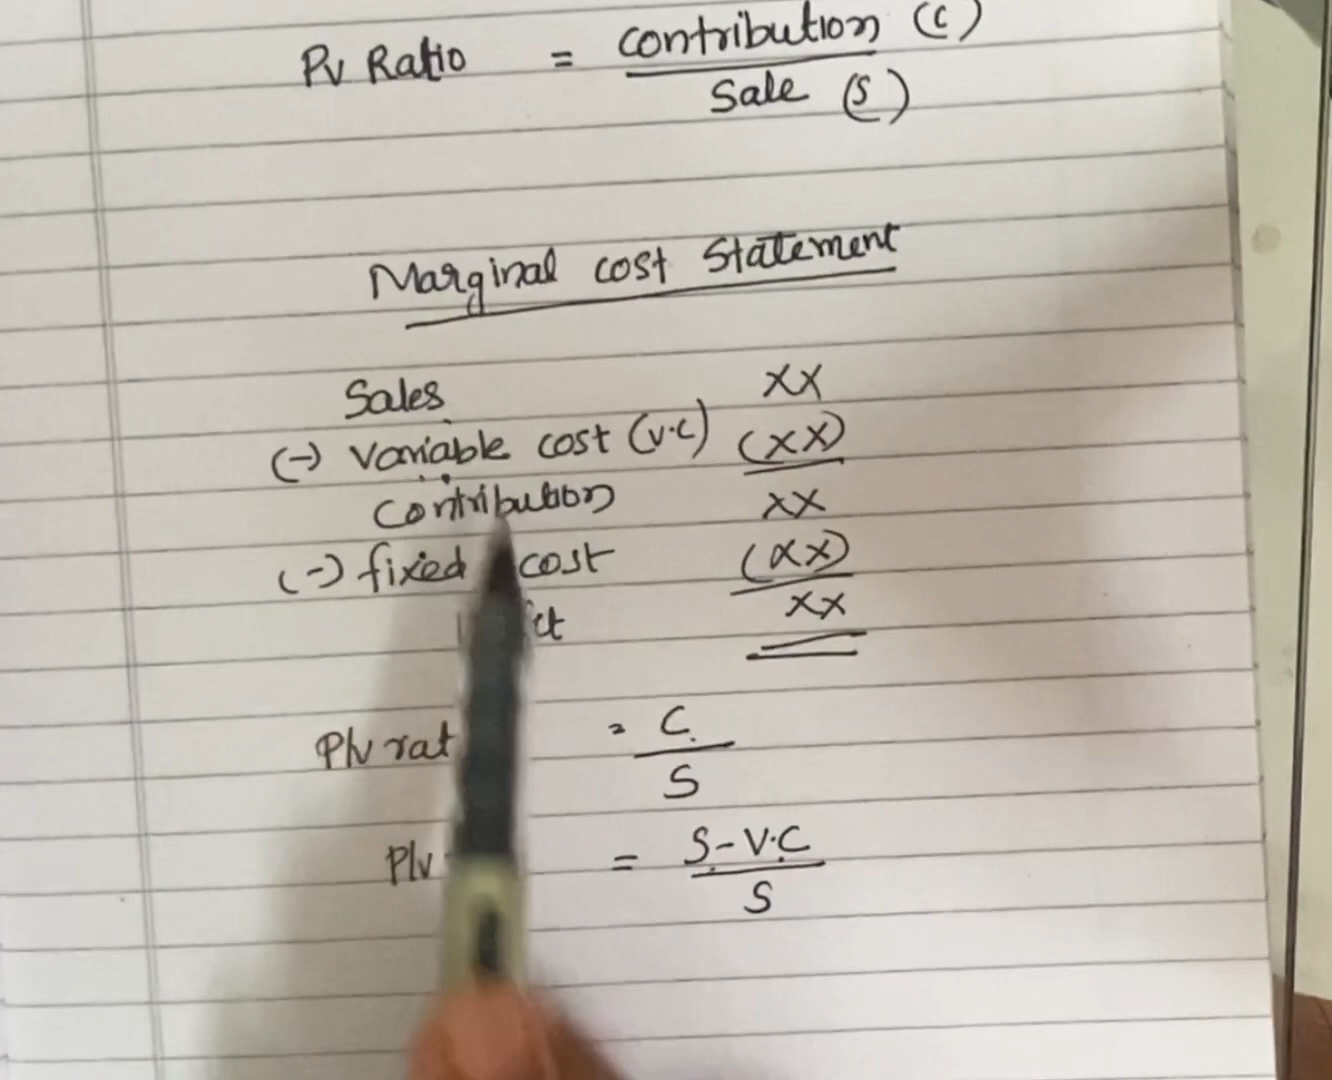 Pv Ratio = contribution (c)
Sale (s)
Marginal cost Statement
Sales XX
(-) Variable cost (v.c) (XX)
Contribution XX
(-) fixed cost (XX)
XX
P/v = C
S
P/v = S-V.C
S